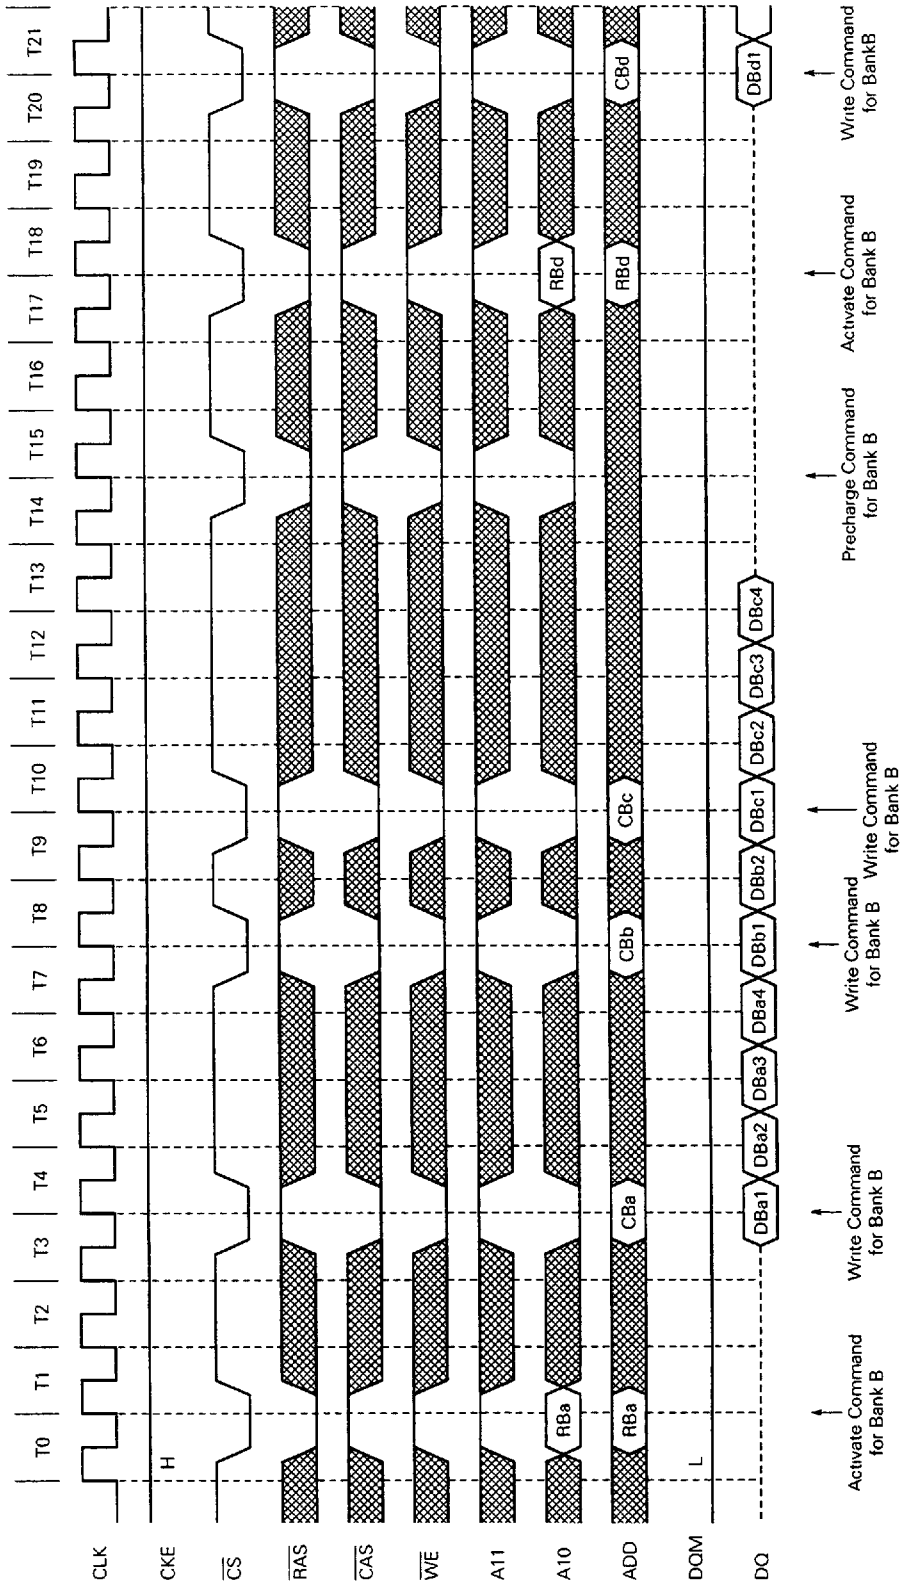 T0 T1 T2 T3 T4 T5 T6 T7 T8 T9 T10 T11 T12 T13 T14 T15 T16 T17 T18 T19 T20 T21
CLK
CKE H
CS
RAS
CAS
WE
A11
A10 RBa RBd
ADD RBa CBa CBb CBc RBd CBd
DQM L
DQ DBa1 DBa2 DBa3 DBa4 DBb1 DBb2 DBc1 DBc2 DBc3 DBc4 DBd1
Activate Command
for Bank B
Write Command
for Bank B
Write Command
for Bank B
Write Command
for Bank B
Precharge Command
for Bank B
Activate Command
for Bank B
Write Command
for BankB